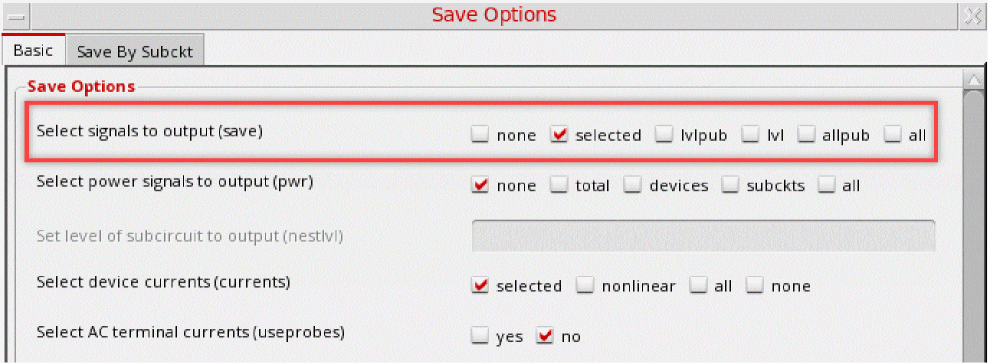 Save Options
Basic Save By Subckt
Save Options
Select signals to output (save) none selected lvlpub lvl allpub all
Select power signals to output (pwr) none total devices subckts all
Set level of subcircuit to output (nestlvl)
Select device currents (currents) selected nonlinear all none
Select AC terminal currents (useprobes) yes no